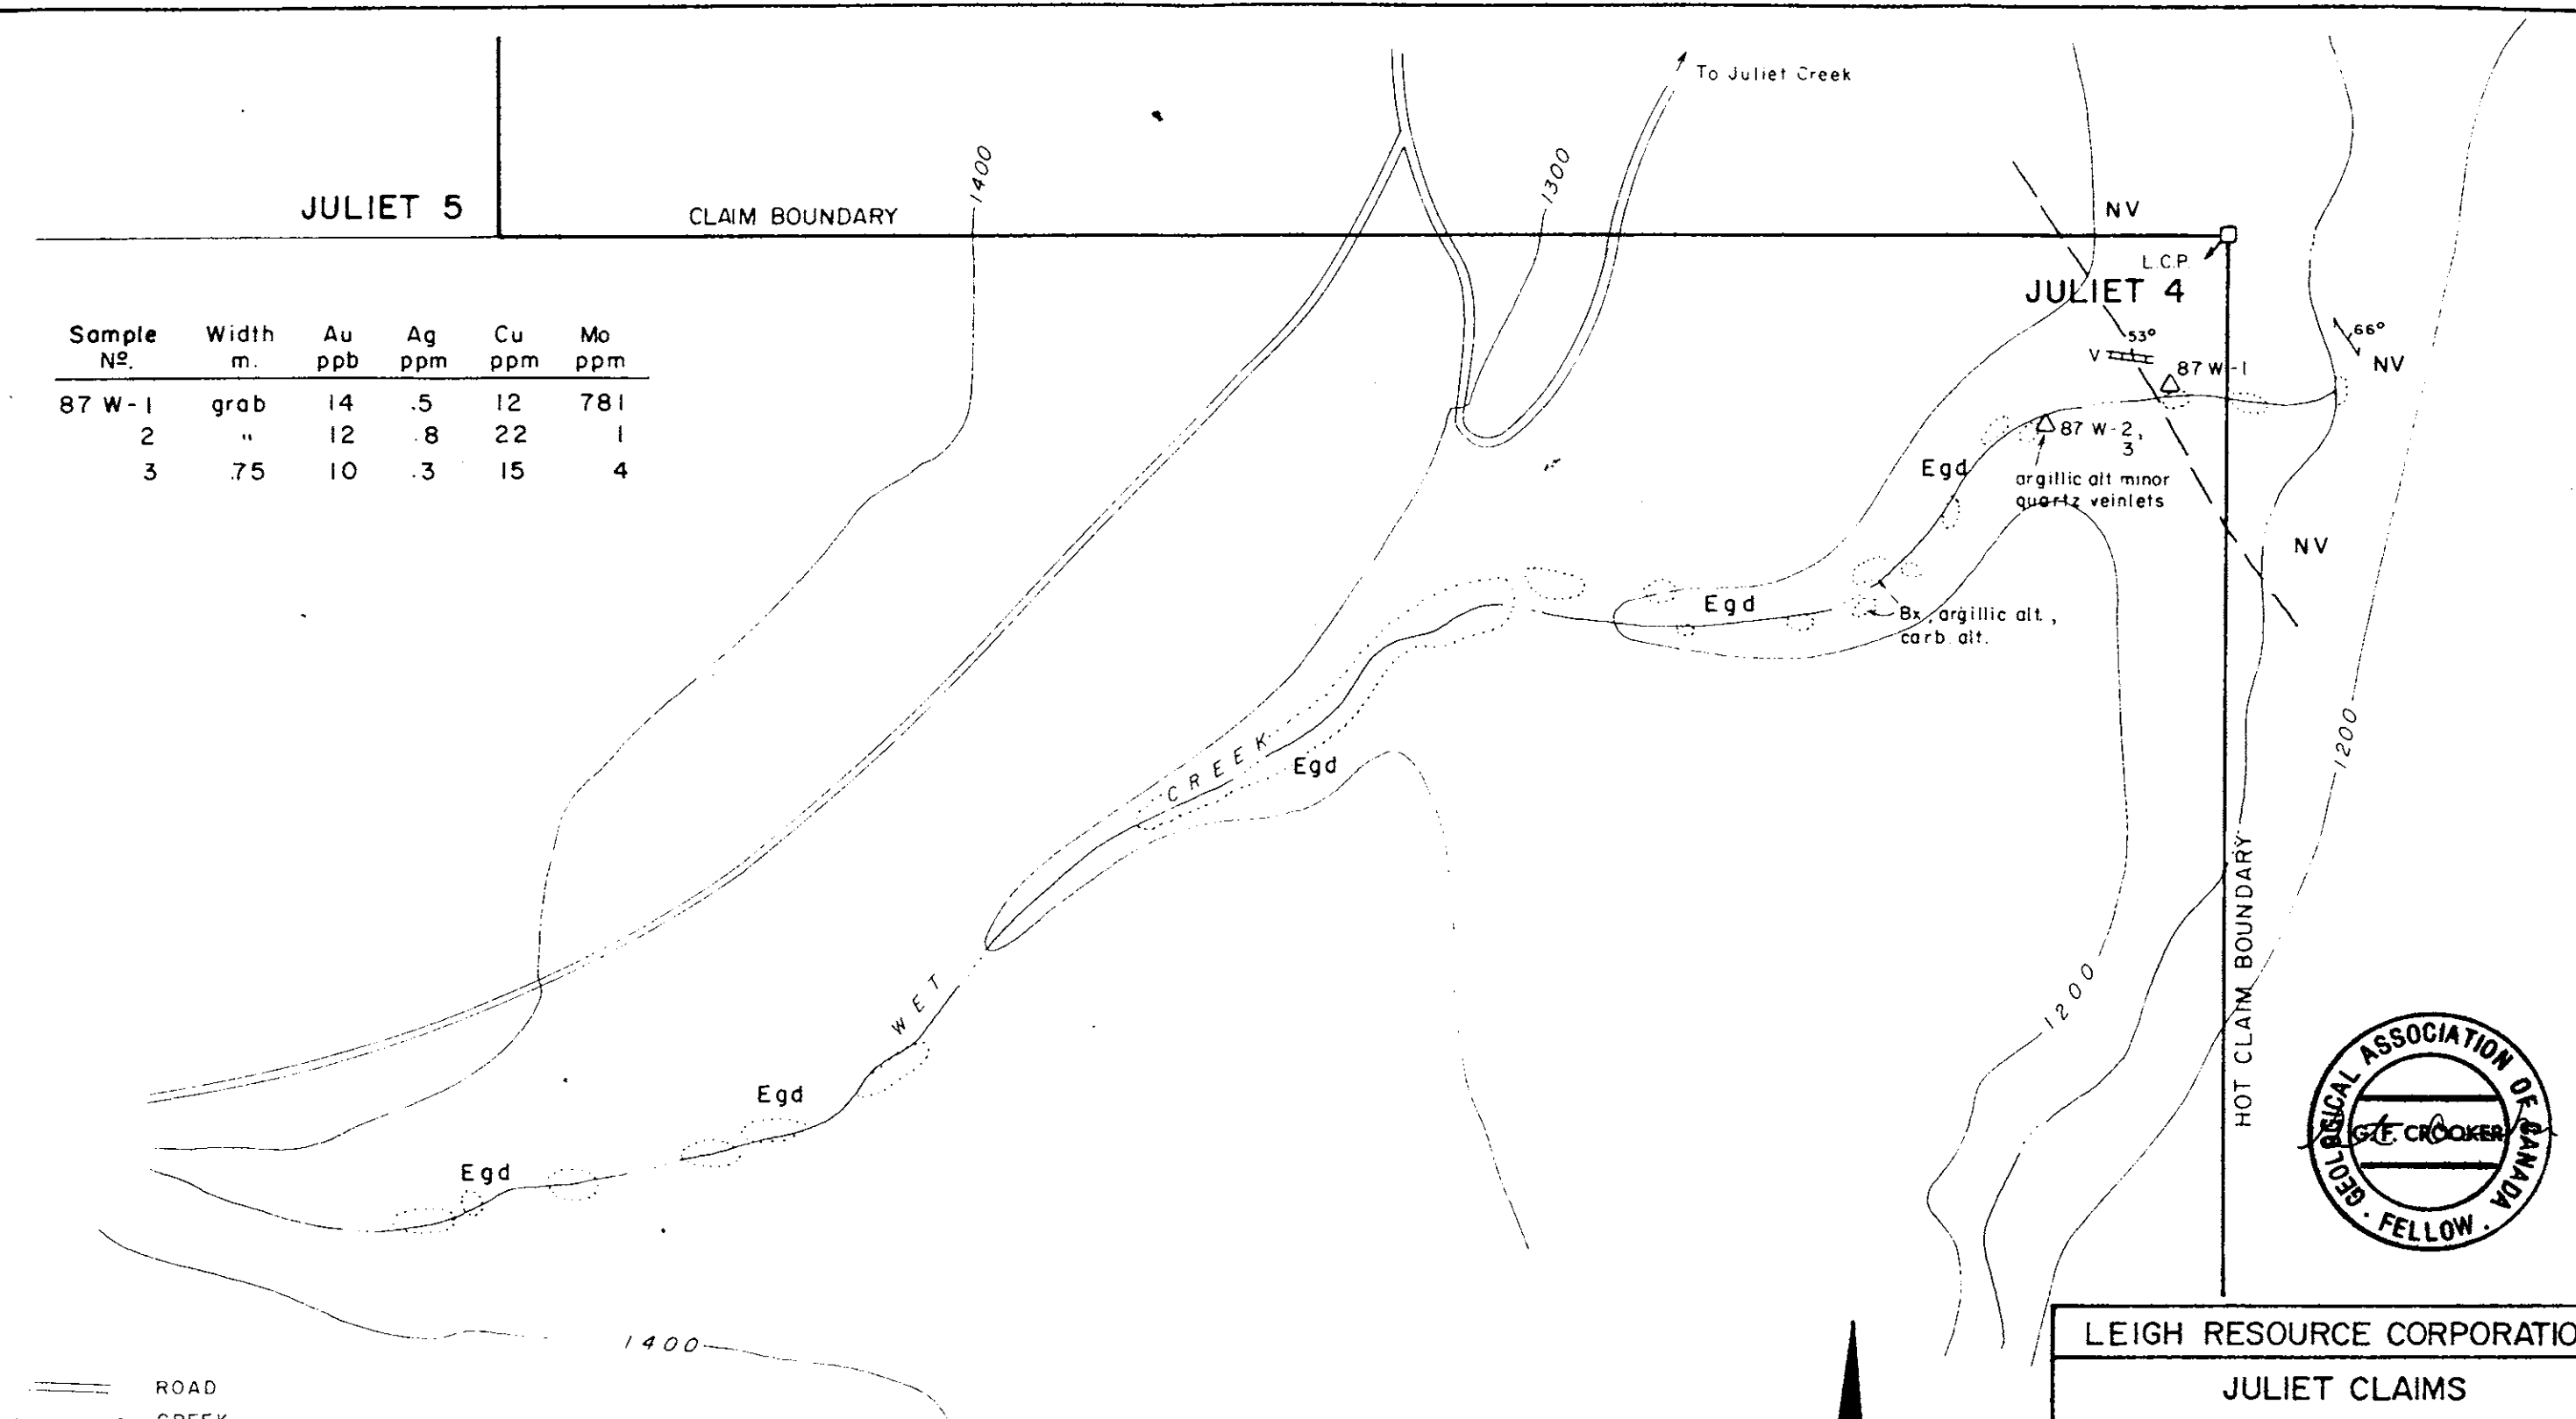 To Juliet Creek
JULIET 5
CLAIM BOUNDARY
1400
1300
NV
L.C.P.
JULIET 4
Sample Width Au Ag Cu Mo
Nº. m. ppb ppm ppm ppm
87 W-1 grab 14 .5 12 781
2 " 12 .8 22 1
3 .75 10 .3 15 4
53°
V
66°
NV
87 W-1
87 W-2,
3
Egd
argillic alt minor
quartz veinlets
NV
Egd
Bx, argillic alt.,
carb. alt.
1200
WET CREEK
Egd
1200
HOT CLAIM BOUNDARY
Egd
Egd
1400
GEOLOGICAL ASSOCIATION OF CANADA
G.F. CROOKER
· FELLOW ·
ROAD
CREEK
LEIGH RESOURCE CORPORATIO
JULIET CLAIMS